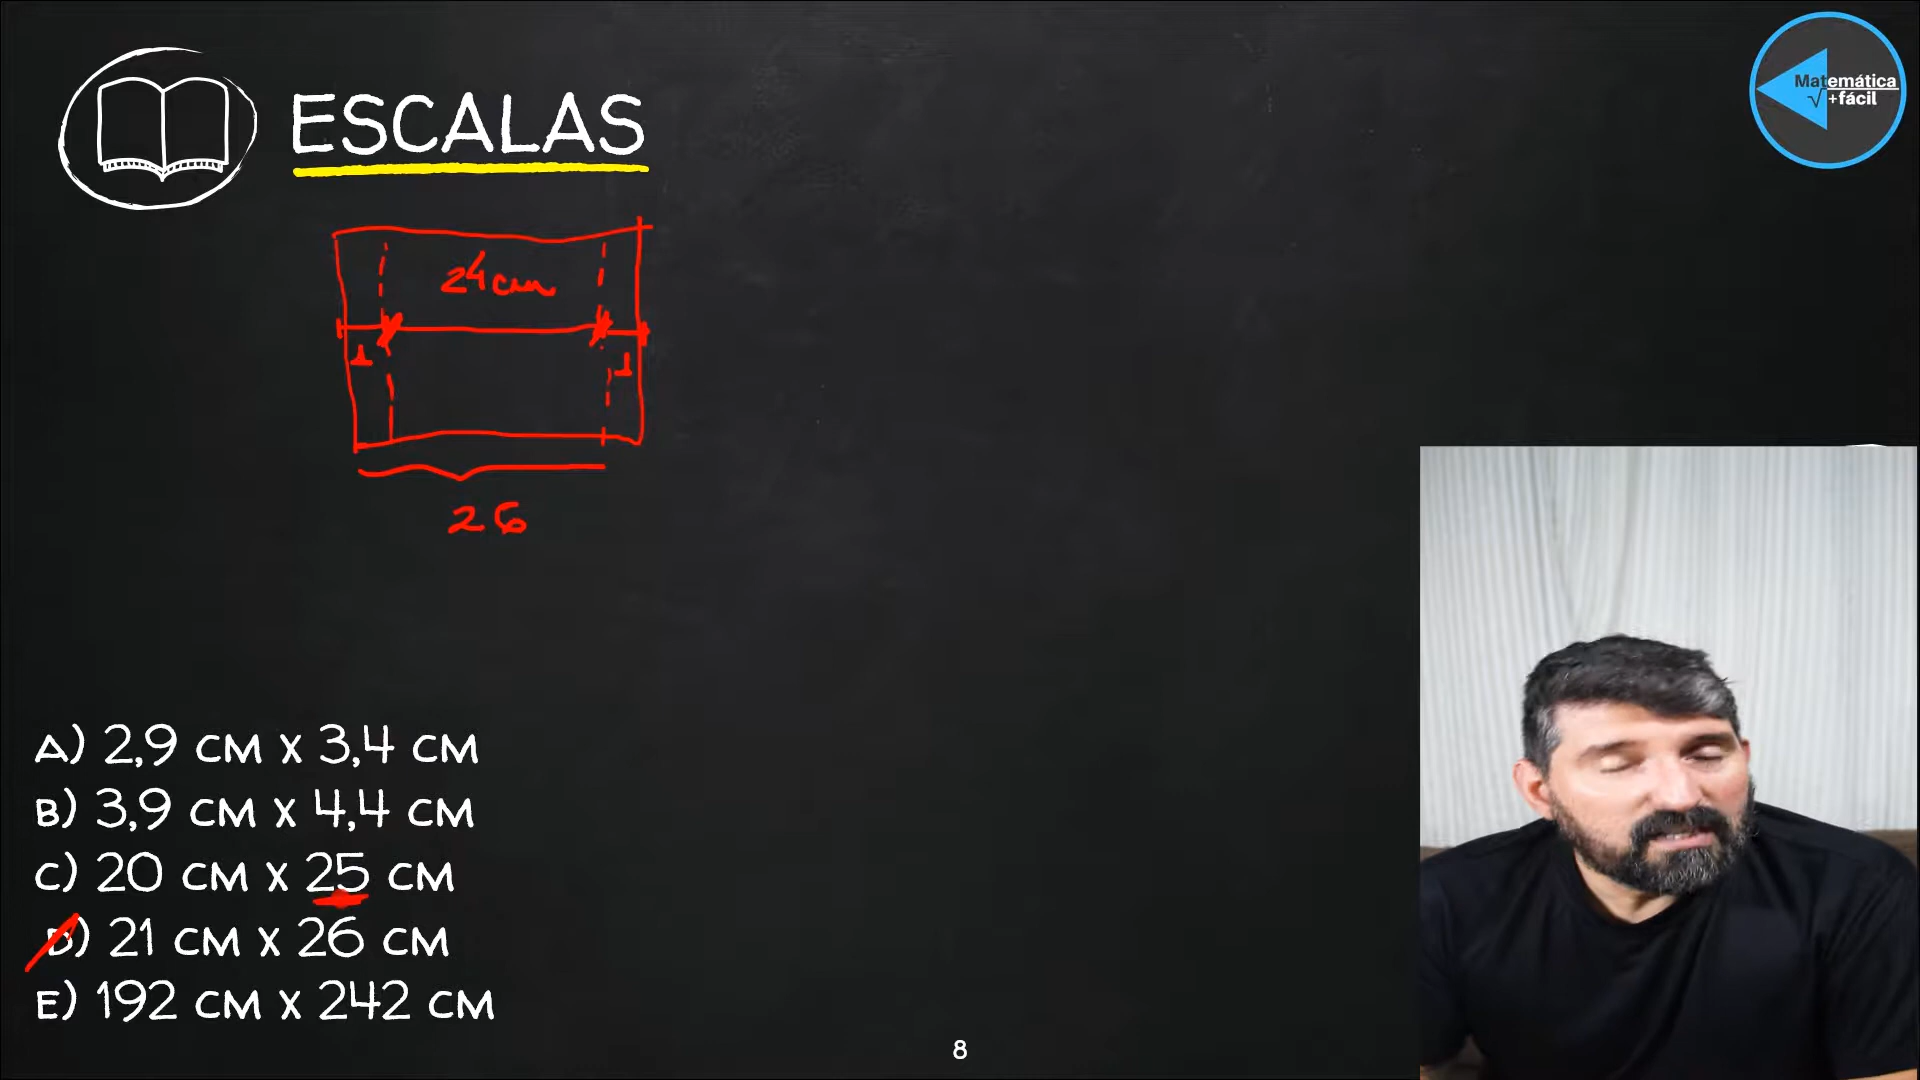 ESCALAS
Matemática
√+fácil
24cm
1
1
26
A) 2,9 CM X 3,4 CM
B) 3,9 CM X 4,4 CM
C) 20 CM X 25 CM
D) 21 CM X 26 CM
E) 192 CM X 242 CM
8